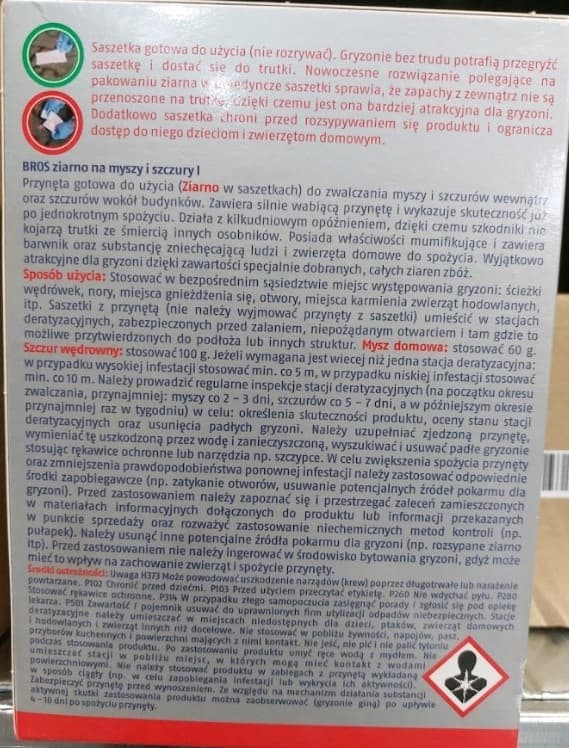 Saszetka gotowa do użycia (nie rozrywać). Gryzonie bez trudu potrafią przegryźć
saszetkę i dostać się do trutki. Nowoczesne rozwiązanie polegające na
pakowaniu ziarna w pojedyncze saszetki sprawia, że zapachy z zewnątrz nie są
przenoszone na trutkę, dzięki czemu jest ona bardziej atrakcyjna dla gryzoni.
Dodatkowo saszetka chroni przed rozsypywaniem się produktu i ogranicza
dostęp do niego dzieciom i zwierzętom domowym.
BROS ziarno na myszy i szczury I
Przynęta gotowa do użycia (Ziarno w saszetkach) do zwalczania myszy i szczurów wewnątrz
oraz szczurów wokół budynków. Zawiera silnie wabiącą przynętę i wykazuje skuteczność już
po jednokrotnym spożyciu. Działa z kilkudniowym opóźnieniem, dzięki czemu szkodniki nie
kojarzą trutki ze śmiercią innych osobników. Posiada właściwości mumifikujące i zawiera
barwnik oraz substancję zniechęcającą ludzi i zwierzęta domowe do spożycia. Wyjątkowo
atrakcyjne dla gryzoni dzięki zawartości specjalnie dobranych, całych ziaren zbóż.
Sposób użycia: Stosować w bezpośrednim sąsiedztwie miejsc występowania gryzoni: ścieżki
wędrówek, nory, miejsca gnieżdżenia się, otwory, miejsca karmienia zwierząt hodowlanych,
itp. Saszetki z przynętą (nie należy wyjmować przynęty z saszetki) umieścić w stacjach
deratyzacyjnych, zabezpieczonych przed zalaniem, niepożądanym otwarciem i tam gdzie to
możliwe przytwierdzonych do podłoża lub innych struktur. Mysz domowa: stosować 60 g.
Szczur wędrowny: stosować 100 g. Jeżeli wymagana jest więcej niż jedna stacja deratyzacyjna:
w przypadku wysokiej infestacji stosować min. co 5 m, w przypadku niskiej infestacji stosować
min. co 10 m. Należy prowadzić regularne inspekcje stacji deratyzacyjnych (na początku okresu
zwalczania, przynajmniej: myszy co 2 – 3 dni, szczurów co 5 – 7 dni, a w późniejszym okresie
przynajmniej raz w tygodniu) w celu: określenia skuteczności produktu, oceny stanu stacji
deratyzacyjnych oraz usunięcia padłych gryzoni. Należy uzupełniać zjedzoną przynętę,
wymieniać tę uszkodzoną przez wodę i zanieczyszczoną, wyszukiwać i usuwać padłe gryzonie
stosując rękawice ochronne lub narzędzia np. szczypce. W celu zwiększenia spożycia przynęty
oraz zmniejszenia prawdopodobieństwa ponownej infestacji należy zastosować odpowiednie
środki zapobiegawcze (np. zatykanie otworów, usuwanie potencjalnych źródeł pokarmu dla
gryzoni). Przed zastosowaniem należy zapoznać się i przestrzegać zaleceń zamieszczonych
w materiałach informacyjnych dołączonych do produktu lub informacji przekazanych
w punkcie sprzedaży oraz rozważyć zastosowanie niechemicznych metod kontroli (np.
pułapek). Należy usunąć inne potencjalne źródła pokarmu dla gryzoni (np. rozsypane ziarno
itp). Przed zastosowaniem nie należy ingerować w środowisko bytowania gryzoni, gdyż może
mieć to wpływ na zachowanie zwierząt i spożycie przynęty.
Środki ostrożności: Uwaga H373 Może powodować uszkodzenie narządów (krew) poprzez długotrwałe lub narażenie
powtarzane. P102 Chronić przed dziećmi. P103 Przed użyciem przeczytać etykietę. P260 Nie wdychać pyłu. P280
Stosować rękawice ochronne. P314 W przypadku złego samopoczucia zasięgnąć porady / zgłosić się pod opiekę
lekarza. P501 Zawartość / pojemnik usuwać do uprawnionych firm utylizacji odpadów niebezpiecznych. Stacje
deratyzacyjne należy umieszczać w miejscach niedostępnych dla dzieci, ptaków, zwierząt domowych
i hodowlanych i zwierząt innych niż docelowe. Nie stosować w pobliżu żywności, napojów, pasz,
przyborów kuchennych i powierzchni mających z nimi kontakt. Nie jeść, nie pić i nie palić tytoniu
podczas stosowania produktu. Po zastosowaniu produktu umyć ręce wodą z mydłem. Nie
umieszczać stacji w pobliżu miejsc, w których mogą mieć kontakt z wodami
powierzchniowymi. Nie należy stosować produktu w zabiegach z przynętą wykładaną
w sposób ciągły (np. w celu zapobiegania infestacji lub wykrycia ich aktywności).
Zabezpieczyć przynętę przed wynoszeniem. Ze względu na mechanizm działania substancji
aktywnej skutki zastosowania produktu można zaobserwować (gryzonie giną) po upływie
4 – 10 dni po spożyciu przynęty.